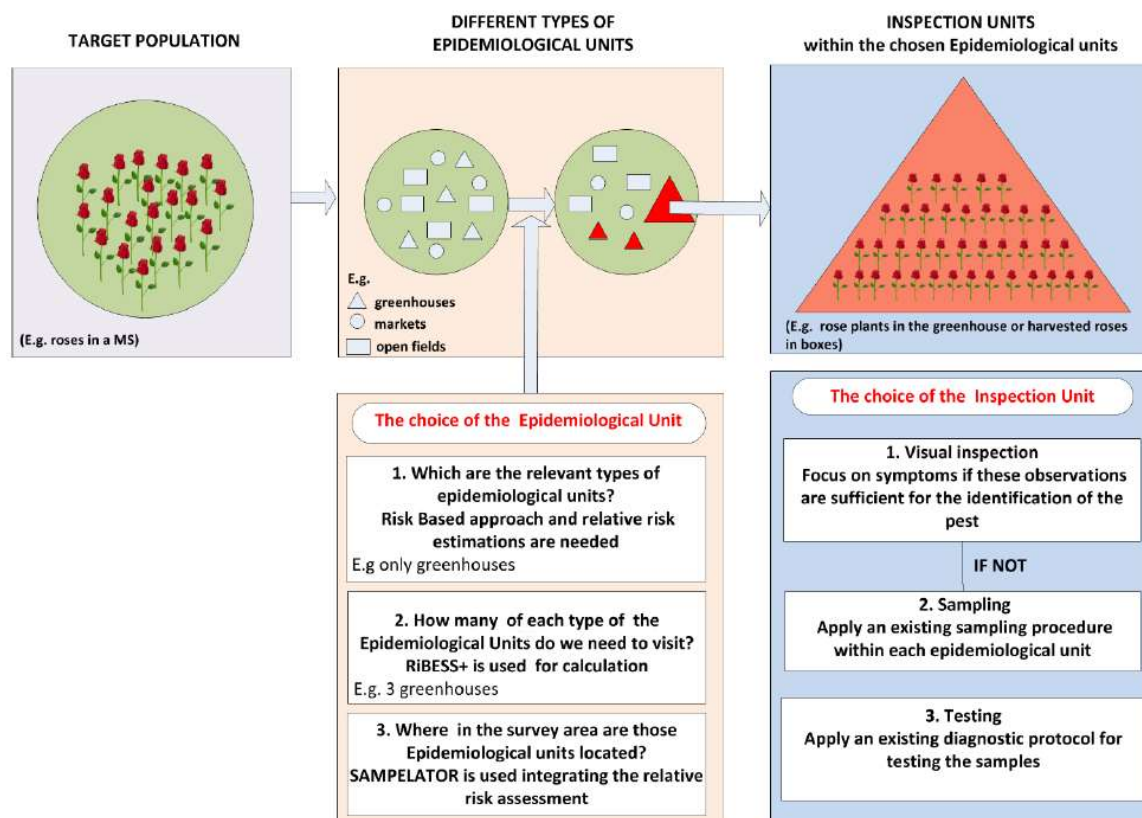 TARGET POPULATION
(E.g. roses in a MS)
DIFFERENT TYPES OF
EPIDEMIOLOGICAL UNITS
E.g.
greenhouses
markets
open fields
INSPECTION UNITS
within the chosen Epidemiological units
(E.g. rose plants in the greenhouse or harvested roses
in boxes)
The choice of the Epidemiological Unit
1. Which are the relevant types of
epidemiological units?
Risk Based approach and relative risk
estimations are needed
E.g only greenhouses
2. How many of each type of the
Epidemiological Units do we need to visit?
RiBESS+ is used for calculation
E.g. 3 greenhouses
3. Where in the survey area are those
Epidemiological units located?
SAMPELATOR is used integrating the relative
risk assessment
The choice of the Inspection Unit
1. Visual inspection
Focus on symptoms if these observations
are sufficient for the identification of the
pest
IF NOT
2. Sampling
Apply an existing sampling procedure
within each epidemiological unit
3. Testing
Apply an existing diagnostic protocol for
testing the samples